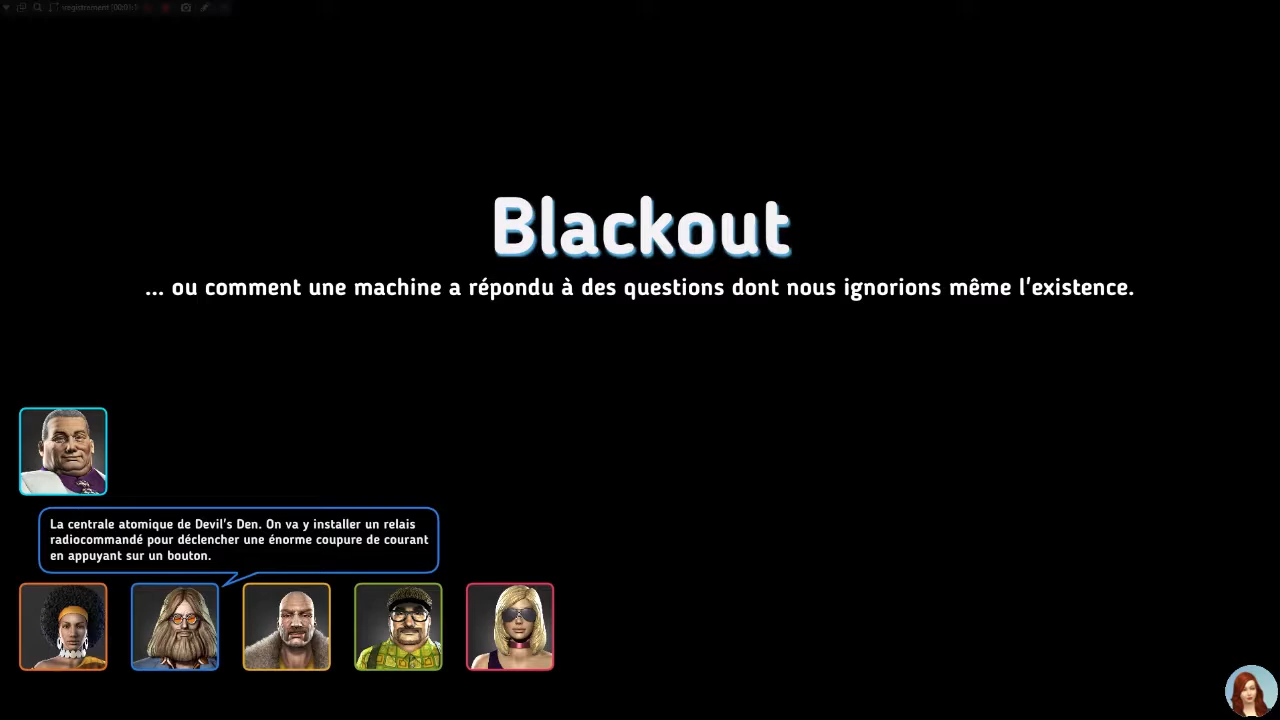 Blackout
... ou comment une machine a répondu à des questions dont nous ignorions même l'existence.
La centrale atomique de Devil's Den. On va y installer un relais
radiocommandé pour déclencher une énorme coupure de courant
en appuyant sur un bouton.